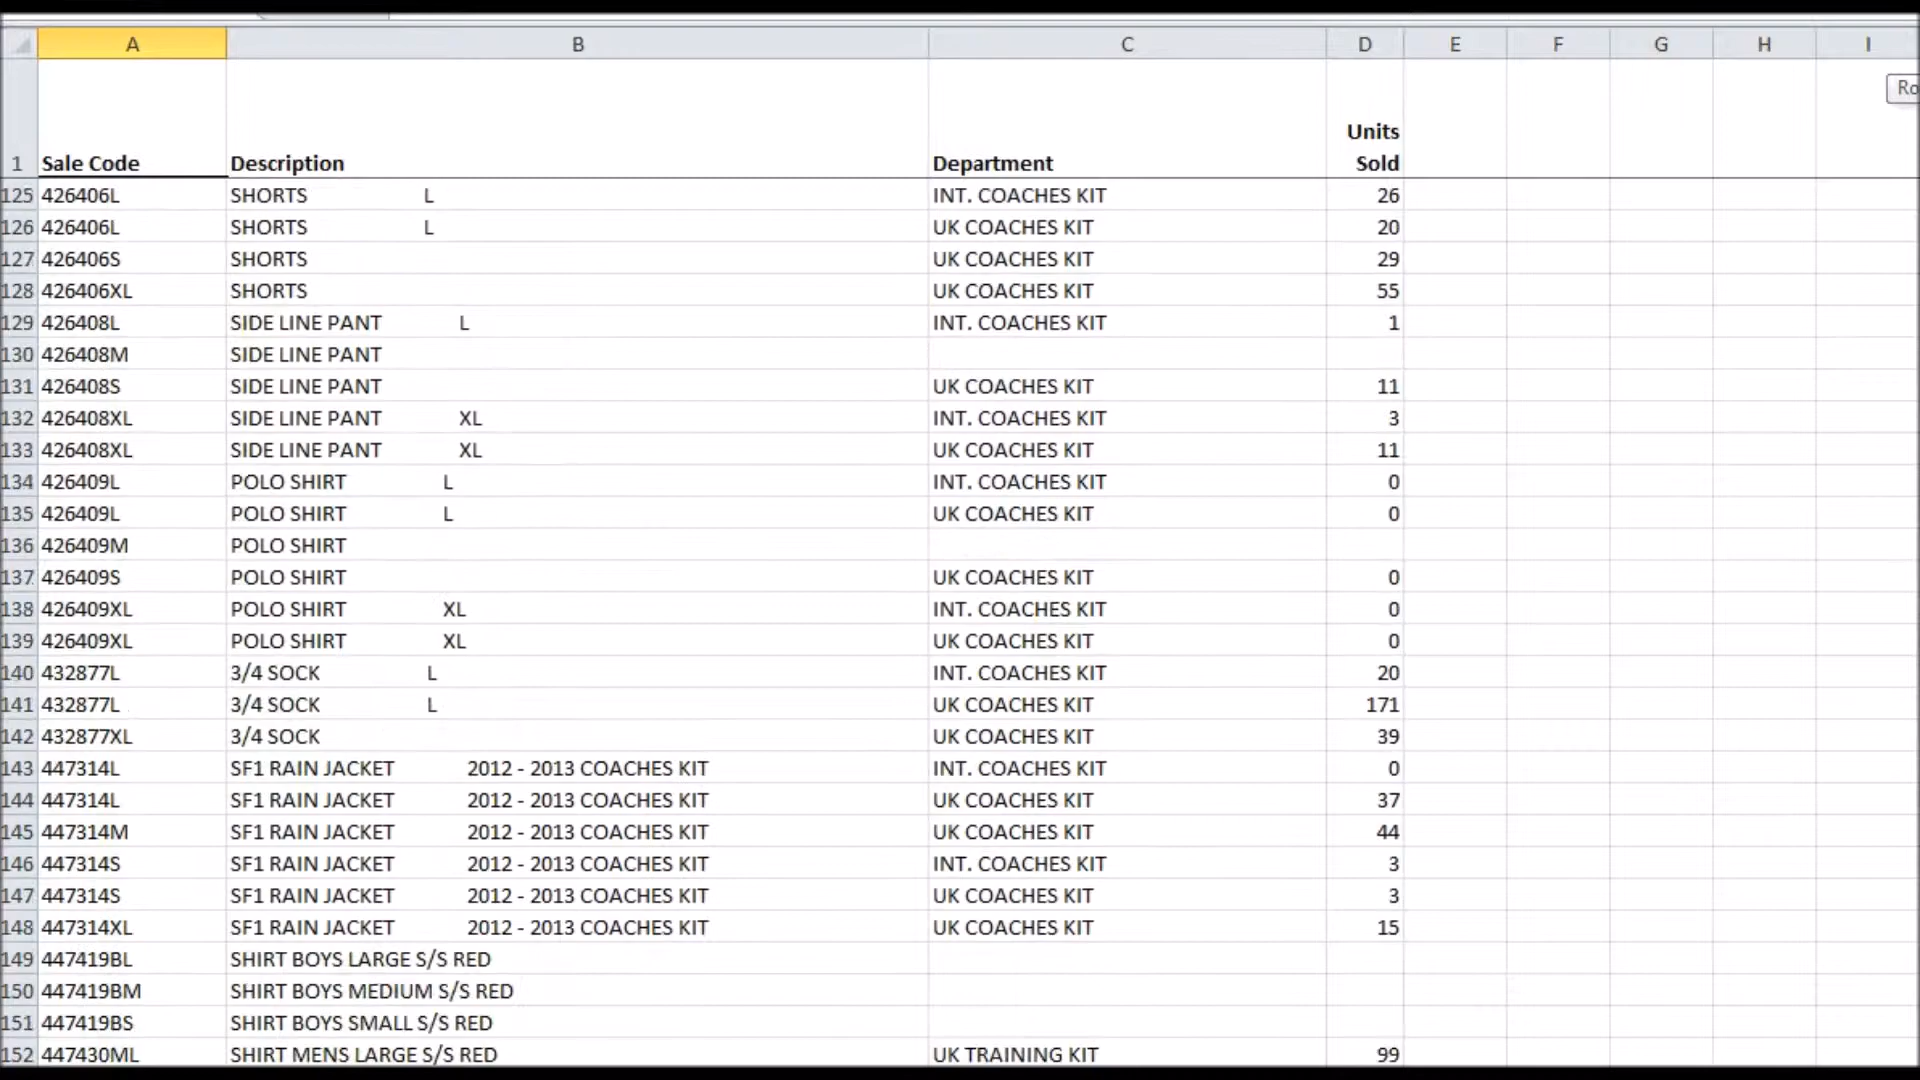 A B C D E F G H I
Ro
Units
1 Sale Code Description Department Sold
125 426406L SHORTS L INT. COACHES KIT 26
126 426406L SHORTS L UK COACHES KIT 20
127 426406S SHORTS UK COACHES KIT 29
128 426406XL SHORTS UK COACHES KIT 55
129 426408L SIDE LINE PANT L INT. COACHES KIT 1
130 426408M SIDE LINE PANT
131 426408S SIDE LINE PANT UK COACHES KIT 11
132 426408XL SIDE LINE PANT XL INT. COACHES KIT 3
133 426408XL SIDE LINE PANT XL UK COACHES KIT 11
134 426409L POLO SHIRT L INT. COACHES KIT 0
135 426409L POLO SHIRT L UK COACHES KIT 0
136 426409M POLO SHIRT
137 426409S POLO SHIRT UK COACHES KIT 0
138 426409XL POLO SHIRT XL INT. COACHES KIT 0
139 426409XL POLO SHIRT XL UK COACHES KIT 0
140 432877L 3/4 SOCK L INT. COACHES KIT 20
141 432877L 3/4 SOCK L UK COACHES KIT 171
142 432877XL 3/4 SOCK UK COACHES KIT 39
143 447314L SF1 RAIN JACKET 2012 - 2013 COACHES KIT INT. COACHES KIT 0
144 447314L SF1 RAIN JACKET 2012 - 2013 COACHES KIT UK COACHES KIT 37
145 447314M SF1 RAIN JACKET 2012 - 2013 COACHES KIT UK COACHES KIT 44
146 447314S SF1 RAIN JACKET 2012 - 2013 COACHES KIT INT. COACHES KIT 3
147 447314S SF1 RAIN JACKET 2012 - 2013 COACHES KIT UK COACHES KIT 3
148 447314XL SF1 RAIN JACKET 2012 - 2013 COACHES KIT UK COACHES KIT 15
149 447419BL SHIRT BOYS LARGE S/S RED
150 447419BM SHIRT BOYS MEDIUM S/S RED
151 447419BS SHIRT BOYS SMALL S/S RED
152 447430ML SHIRT MENS LARGE S/S RED UK TRAINING KIT 99